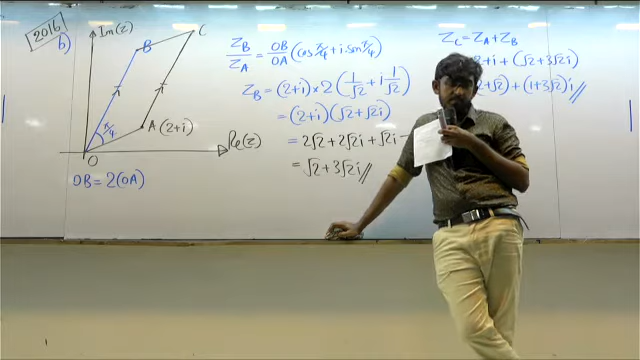 2016
b)
Im(z)
B
C
π/4
A (2+i)
O
Re(z)
OB = 2(OA)
Z_B/Z_A = OB/OA (cos π/4 + i.sin π/4)
Z_B = (2+i) × 2 (1/√2 + i 1/√2)
= (2+i)(√2+√2i)
= 2√2 + 2√2i + √2i −
= √2 + 3√2i //
Z_C = Z_A + Z_B
2+i + (√2+3√2i)
+√2) + (1+3√2)i //